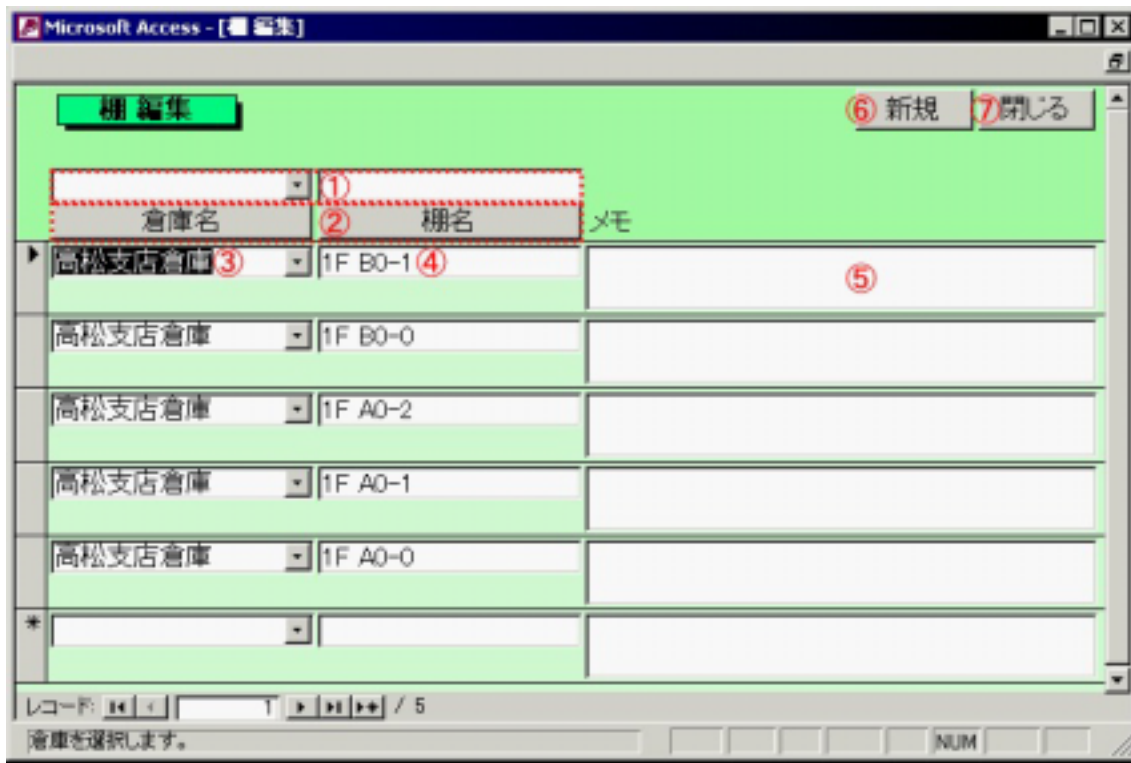 Microsoft Access - [棚 編集]
棚 編集
⑥ 新規 ⑦閉じる
①
倉庫名 ② 棚名 メモ
高松支店倉庫③ 1F B0-1 ④ ⑤
高松支店倉庫 1F B0-0
高松支店倉庫 1F A0-2
高松支店倉庫 1F A0-1
高松支店倉庫 1F A0-0
レコード: 1 / 5
倉庫を選択します。 NUM